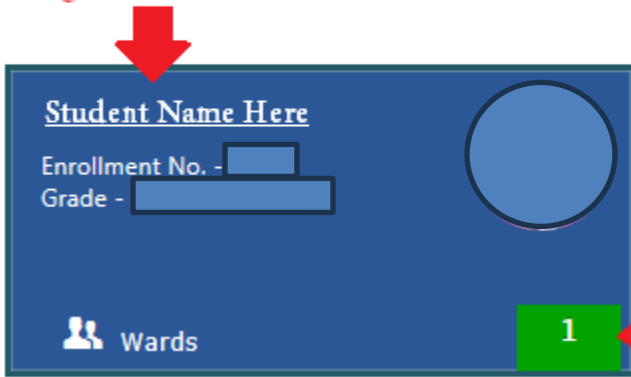 Student Name Here
Enrollment No. -
Grade -
Wards
1